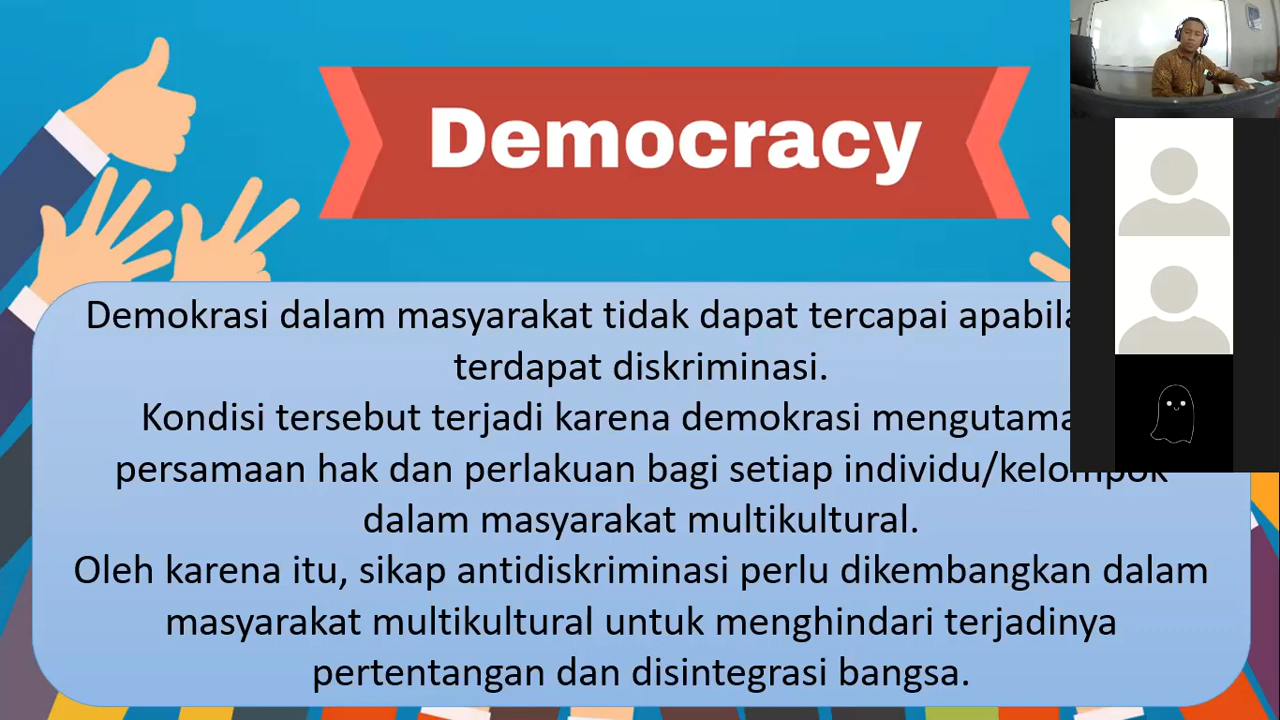 Democracy
Demokrasi dalam masyarakat tidak dapat tercapai apabila
terdapat diskriminasi.
Kondisi tersebut terjadi karena demokrasi
persamaan hak dan perlakuan bagi setiap individu/kelompok
dalam masyarakat multikultural.
Oleh karena itu, sikap antidiskriminasi perlu dikembangkan dalam
masyarakat multikultural untuk menghindari terjadinya
pertentangan dan disintegrasi bangsa.